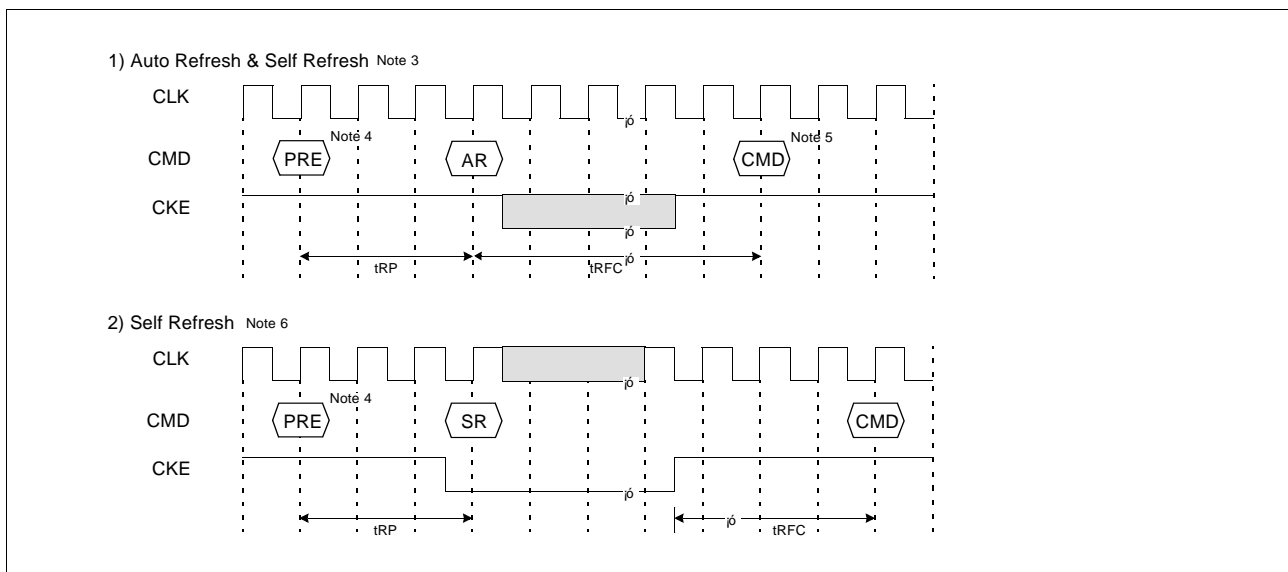 1) Auto Refresh & Self Refresh Note 3
CLK
¡ó
CMD
PRE
Note 4
AR
CMD
Note 5
CKE
¡ó
¡ó
tRP
tRFC
¡ó
2) Self Refresh Note 6
CLK
¡ó
CMD
PRE
Note 4
SR
CMD
CKE
¡ó
tRP
¡ó
tRFC